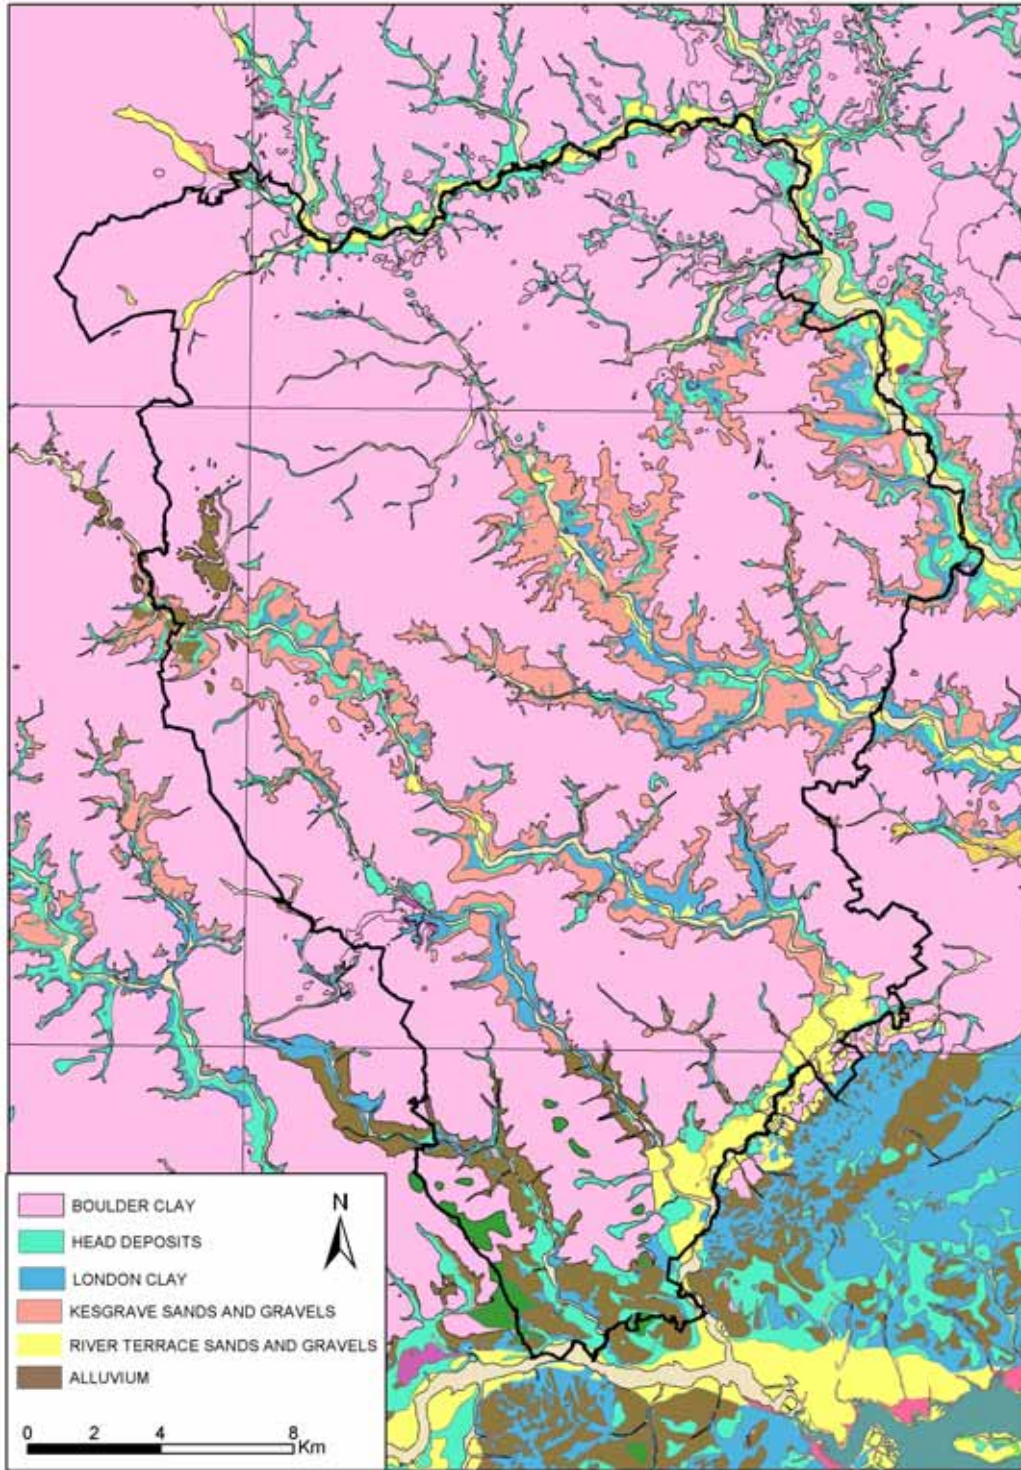 BOULDER CLAY
HEAD DEPOSITS
LONDON CLAY
KESGRAVE SANDS AND GRAVELS
RIVER TERRACE SANDS AND GRAVELS
ALLUVIUM
N
0 2 4 8
Km